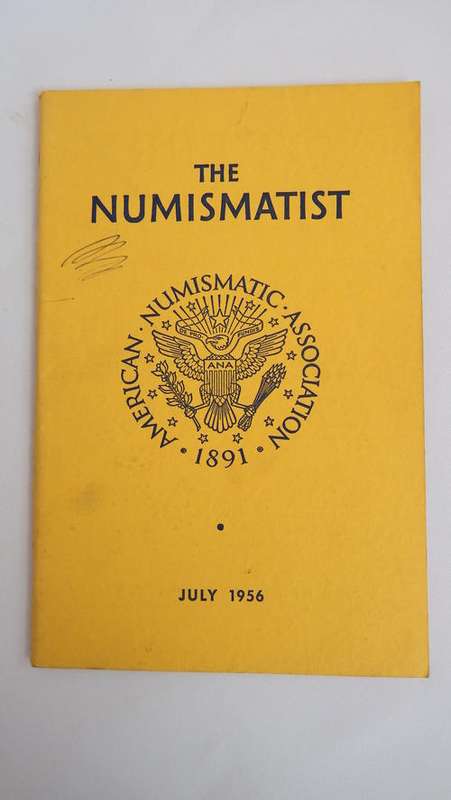 THE
NUMISMATIST
AMERICAN · NUMISMATIC · ASSOCIATION
ANA
· 1891 ·
JULY 1956